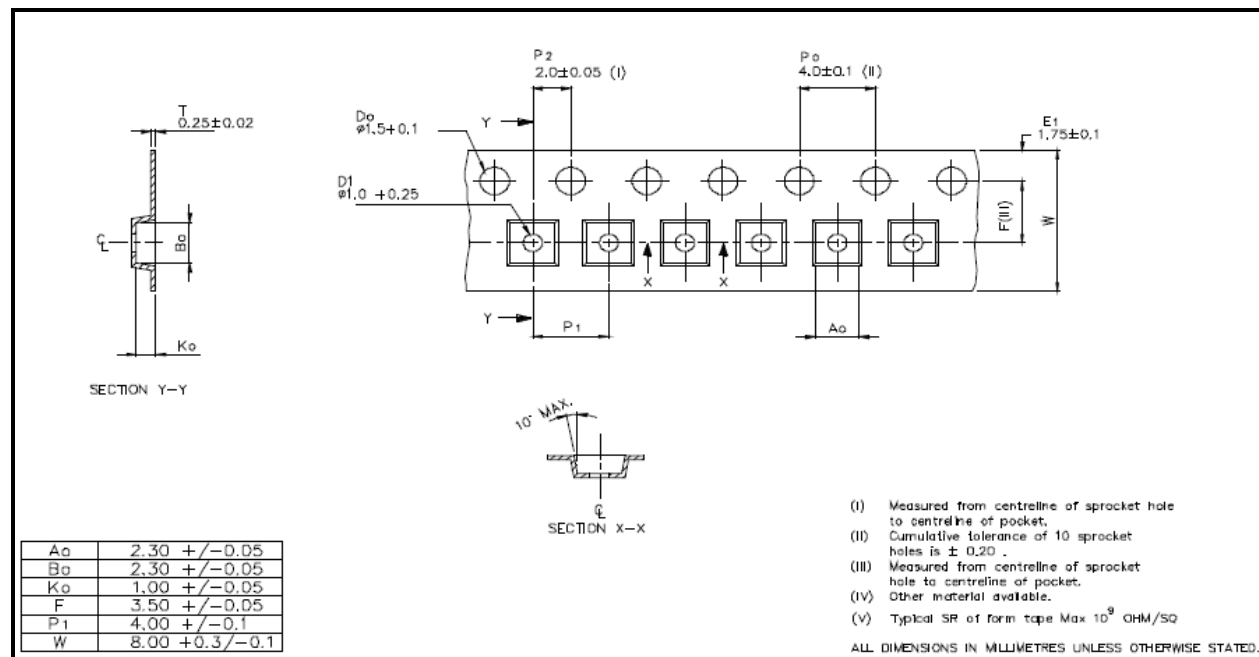 P2
2.0±0.05 (I)
Po
4.0±0.1 (II)
T
0.25±0.02
Y
Do
ø1.5+0.1
E1
1.75±0.1
D1
ø1.0 +0.25
F(III)
W
Bo
C L
X
X
Y
P1
Ao
Ko
SECTION Y-Y
10° MAX.
C L
SECTION X-X
Ao 2.30 +/-0.05
Bo 2.30 +/-0.05
Ko 1.00 +/-0.05
F 3.50 +/-0.05
P1 4.00 +/-0.1
W 8.00 +0.3/-0.1
(I) Measured from centreline of sprocket hole
to centreline of pocket.
(II) Cumulative tolerance of 10 sprocket
holes is ± 0.20 .
(III) Measured from centreline of sprocket
hole to centreline of pocket.
(IV) Other material available.
(V) Typical SR of form tape Max 10⁹ OHM/SQ
ALL DIMENSIONS IN MILLIMETRES UNLESS OTHERWISE STATED.